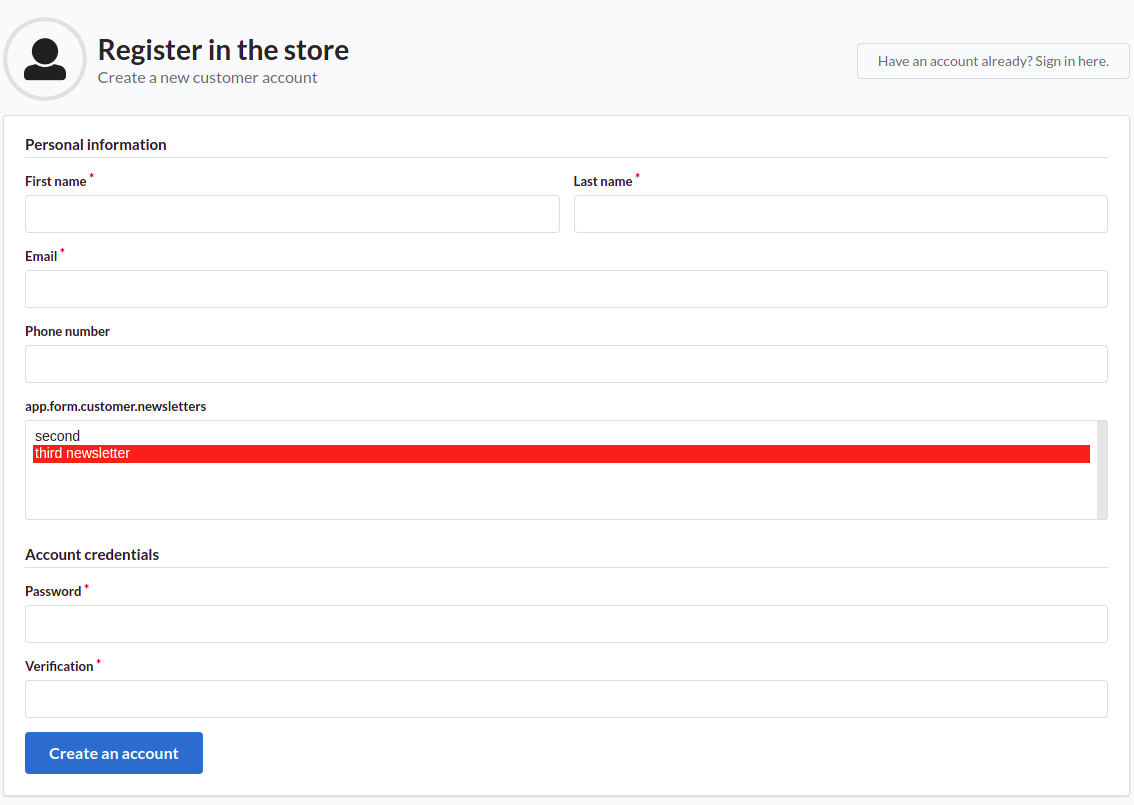 Register in the store
Create a new customer account
Have an account already? Sign in here.
Personal information
First name *
Last name *
Email *
Phone number
app.form.customer.newsletters
second
third newsletter
Account credentials
Password *
Verification *
Create an account